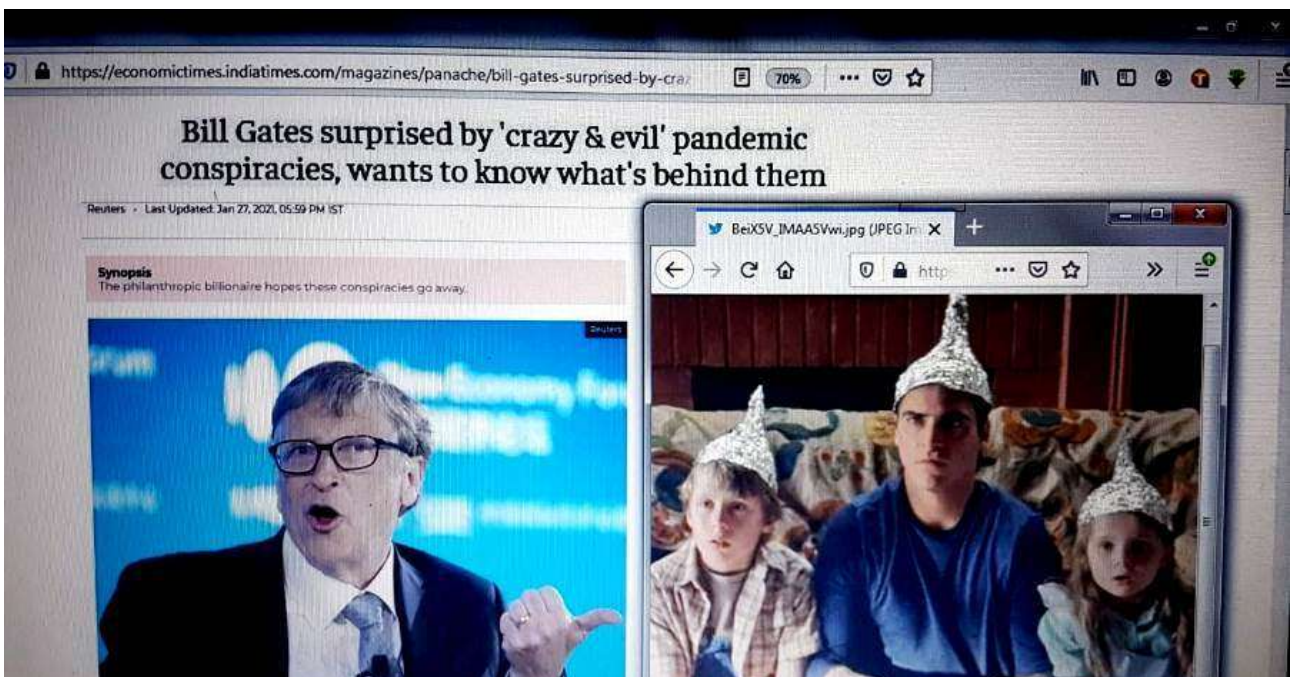 https://economictimes.indiatimes.com/magazines/panache/bill-gates-surprised-by-craz
70%
Bill Gates surprised by 'crazy & evil' pandemic
conspiracies, wants to know what's behind them
Reuters - Last Updated: Jan 27, 2021, 05:59 PM IST
Synopsis
The philanthropic billionaire hopes these conspiracies go away.
Reuters
BeiX5V_IMAA5Vwi.jpg (JPEG Im
http